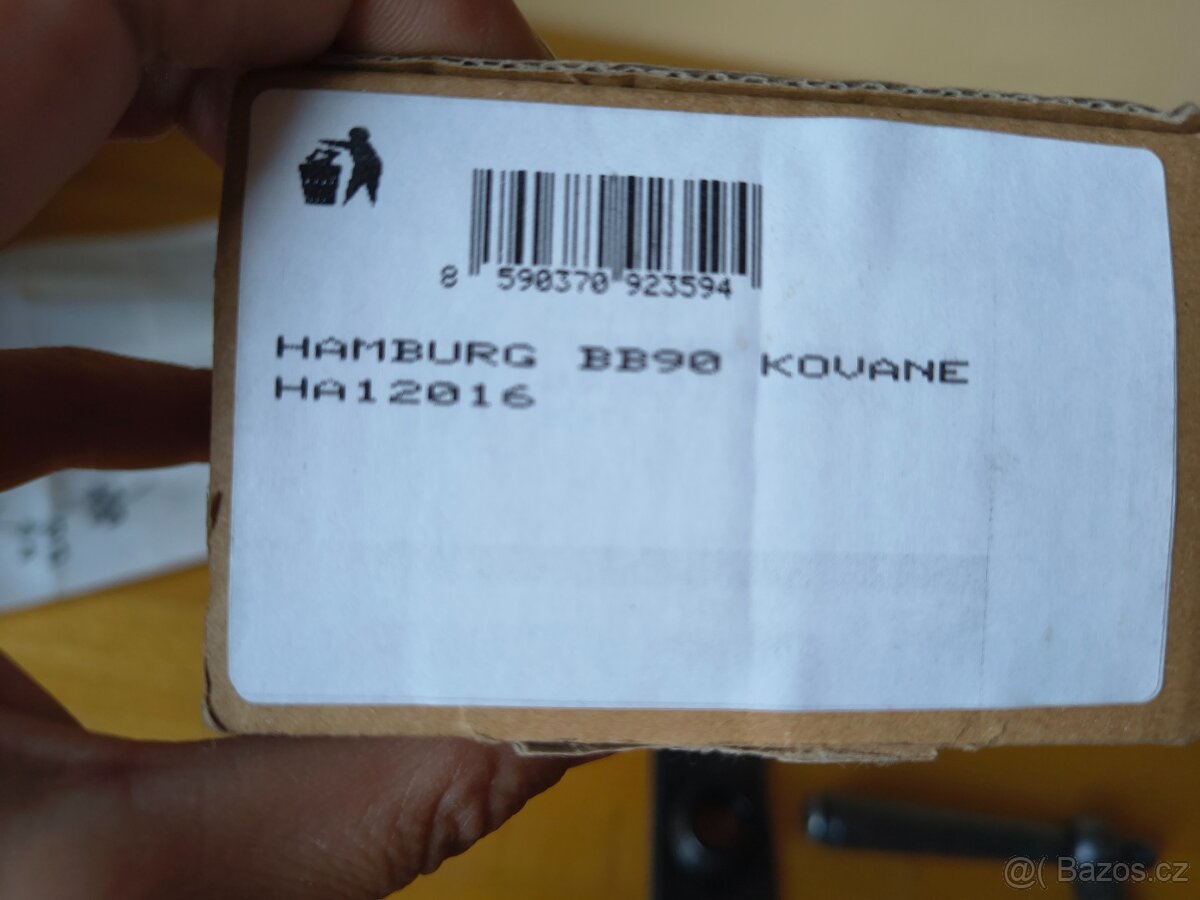 8 590370 923594
HAMBURG BB90 KOVANE
HA12016
@( Bazos.cz